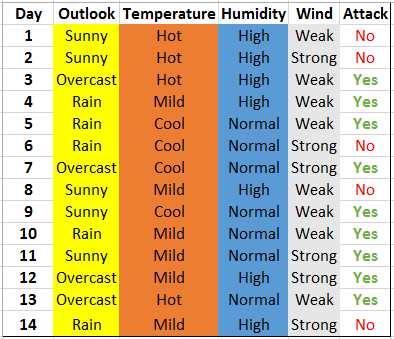 Day Outlook Temperature Humidity Wind Attack
1 Sunny Hot High Weak No
2 Sunny Hot High Strong No
3 Overcast Hot High Weak Yes
4 Rain Mild High Weak Yes
5 Rain Cool Normal Weak Yes
6 Rain Cool Normal Strong No
7 Overcast Cool Normal Strong Yes
8 Sunny Mild High Weak No
9 Sunny Cool Normal Weak Yes
10 Rain Mild Normal Weak Yes
11 Sunny Mild Normal Strong Yes
12 Overcast Mild High Strong Yes
13 Overcast Hot Normal Weak Yes
14 Rain Mild High Strong No